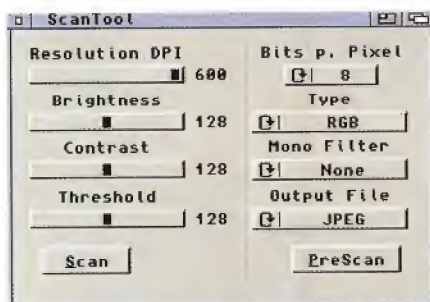 ScanTool
Resolution DPI
600
Brightness
128
Contrast
128
Threshold
128
Scan
Bits p. Pixel
8
Type
RGB
Mono Filter
None
Output File
JPEG
PreScan